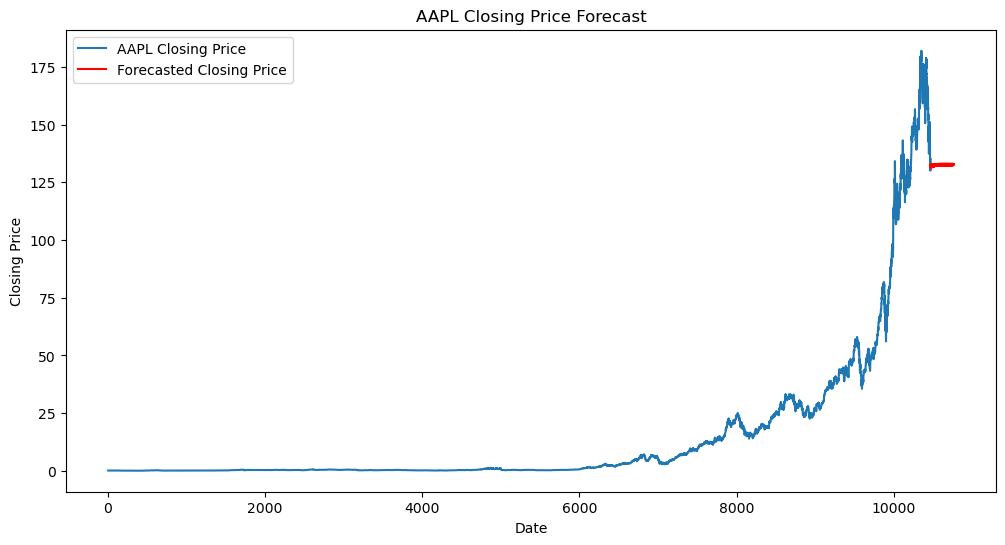 AAPL Closing Price Forecast
AAPL Closing Price
Forecasted Closing Price
175
150
125
100
75
50
25
0
Closing Price
0 2000 4000 6000 8000 10000
Date